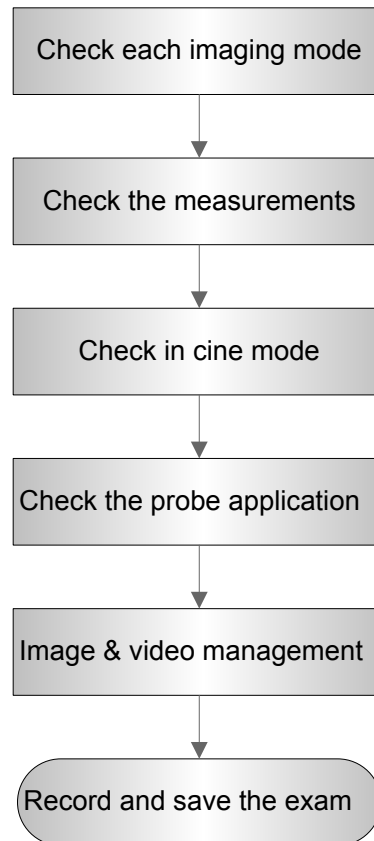 Check each imaging mode
Check the measurements
Check in cine mode
Check the probe application
Image & video management
Record and save the exam